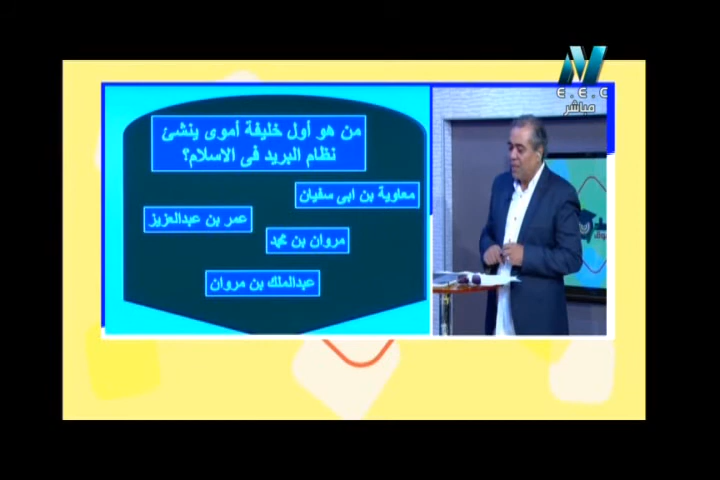 E.E.C
مباشر
من هو أول خليفة أموى ينشئ
نظام البريد فى الاسلام؟
معاوية بن ابى سفيان
عمر بن عبدالعزيز
مروان بن محمد
عبدالملك بن مروان